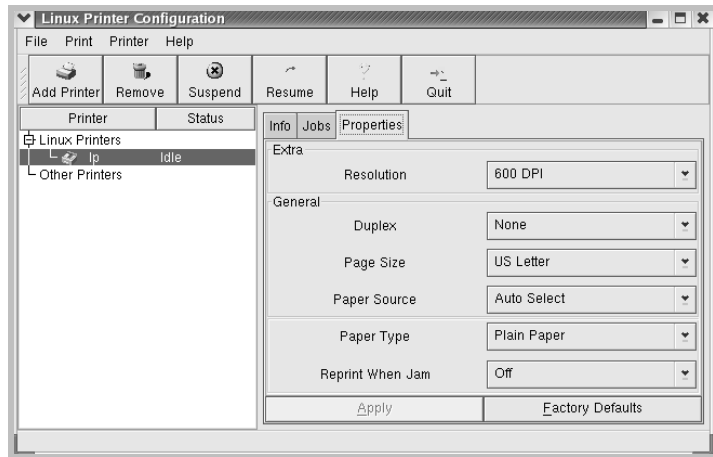 Linux Printer Configuration
File Print Printer Help
Add Printer Remove Suspend Resume Help Quit
Printer Status
Linux Printers
lp Idle
Other Printers
Info Jobs Properties
Extra
Resolution 600 DPI
General
Duplex None
Page Size US Letter
Paper Source Auto Select
Paper Type Plain Paper
Reprint When Jam Off
Apply Factory Defaults